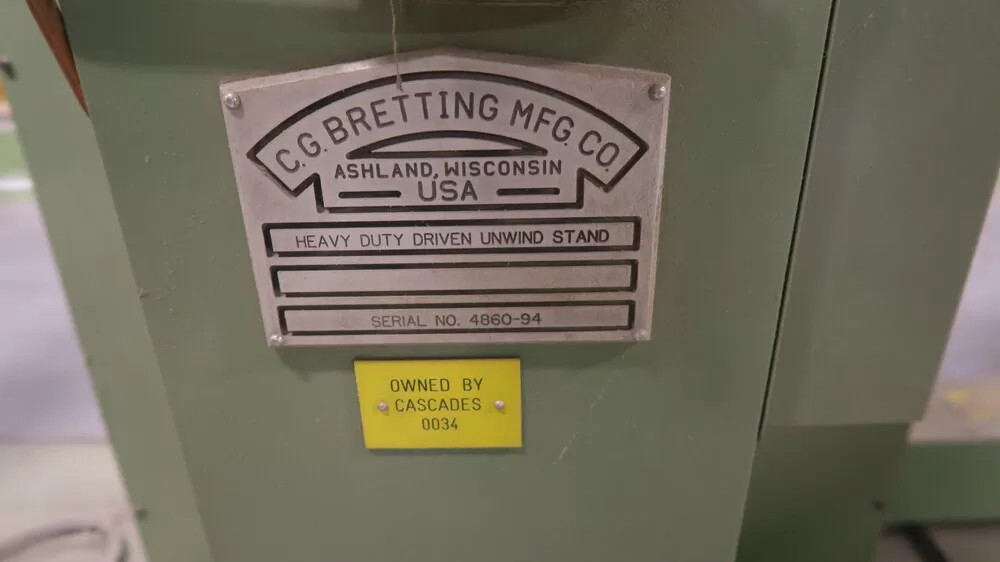 C.G. BRETTING MFG. CO.
ASHLAND, WISCONSIN
USA
HEAVY DUTY DRIVEN UNWIND STAND
SERIAL NO. 4860-94
OWNED BY
CASCADES
0034